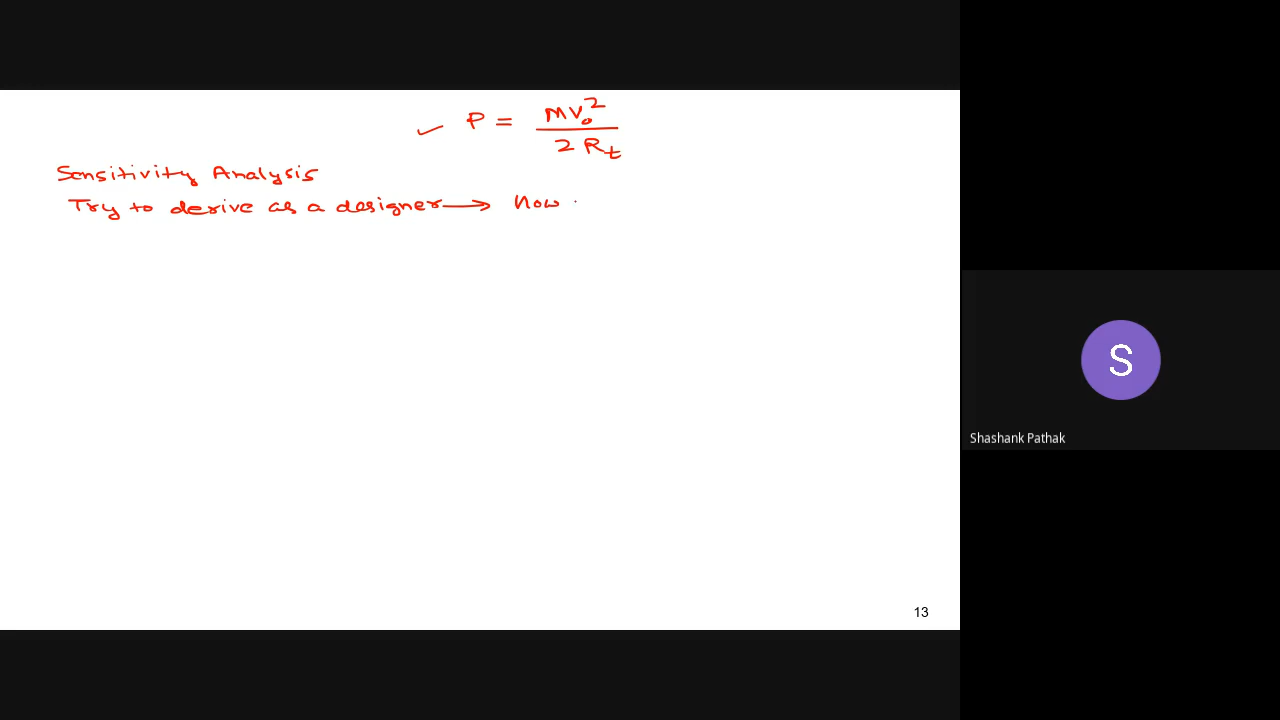 ✓ P = MV₀² / 2Rt
Sensitivity Analysis
Try to derive as a designer → how
13
S
Shashank Pathak